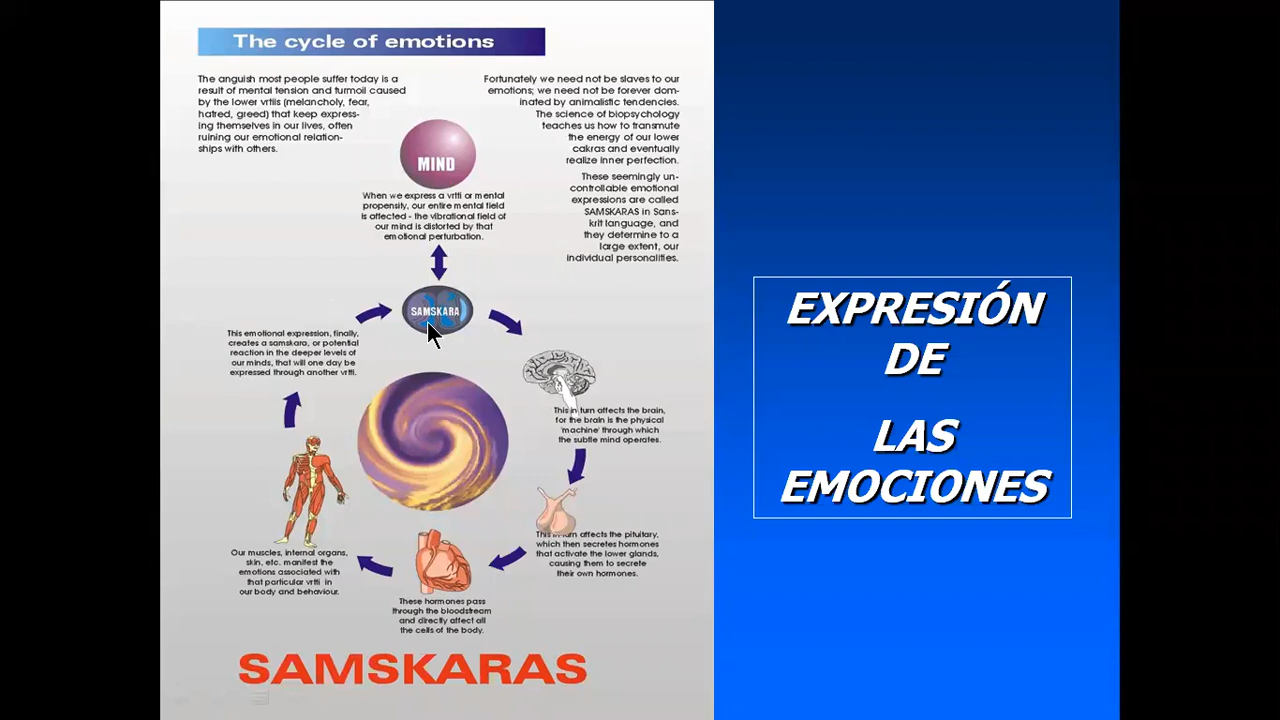 The cycle of emotions
The anguish most people suffer today is a
result of mental tension and turmoil caused
by the lower vrttis (melancholy, fear,
hatred, greed) that keep express-
ing themselves in our lives, often
ruining our emotional relation-
ships with others.
Fortunately we need not be slaves to our
emotions; we need not be forever dom-
inated by animalistic tendencies.
The science of biopsychology
teaches us how to transmute
the energy of our lower
cakras and eventually
realize inner perfection.
These seemingly un-
controllable emotional
expressions are called
SAMSKARAS in Sans-
krit language, and
they determine to a
large extent, our
individual personalities.
MIND
When we express a vrtti or mental
propensity, our entire mental field
is affected - the vibrational field of
our mind is distorted by that
emotional perturbation.
SAMSKARA
This in turn affects the brain,
for the brain is the physical
'machine' through which
the subtle mind operates.
This in turn affects the pituitary,
which then secretes hormones
that activate the lower glands,
causing them to secrete
their own hormones.
These hormones pass
through the bloodstream
and directly affect all
the cells of the body.
Our muscles, internal organs,
skin, etc. manifest the
emotions associated with
that particular vrtti in
our body and behaviour.
This emotional expression, finally,
creates a samskara, or potential
reaction in the deeper levels of
our minds, that will one day be
expressed through another vrtti.
SAMSKARAS
EXPRESIÓN
DE
LAS
EMOCIONES